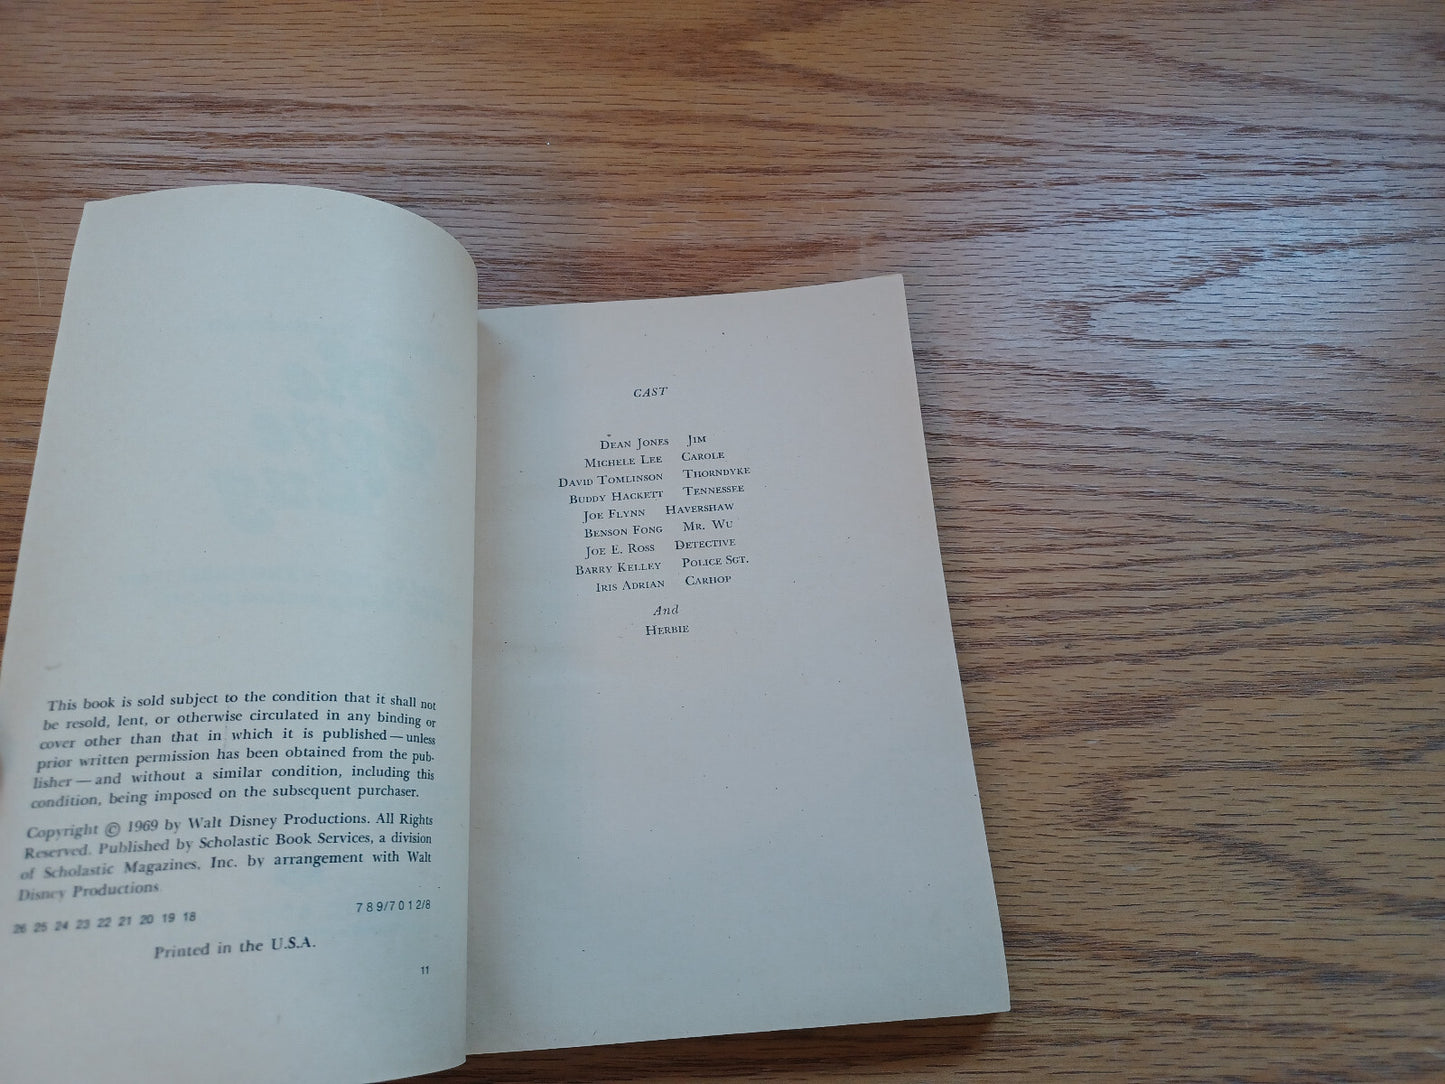 This book is sold subject to the condition that it shall not
be resold, lent, or otherwise circulated in any binding or
cover other than that in which it is published — unless
prior written permission has been obtained from the pub-
lisher — and without a similar condition, including this
condition, being imposed on the subsequent purchaser.
Copyright © 1969 by Walt Disney Productions. All Rights
Reserved. Published by Scholastic Book Services, a division
of Scholastic Magazines, Inc. by arrangement with Walt
Disney Productions
26 25 24 23 22 21 20 19 18 7 8 9/7 0 1 2/8
Printed in the U.S.A.
11
CAST
DEAN JONES JIM
MICHELE LEE CAROLE
DAVID TOMLINSON THORNDYKE
BUDDY HACKETT TENNESSEE
JOE FLYNN HAVERSHAW
BENSON FONG MR. WU
JOE E. ROSS DETECTIVE
BARRY KELLEY POLICE SGT.
IRIS ADRIAN CARHOP
And
HERBIE